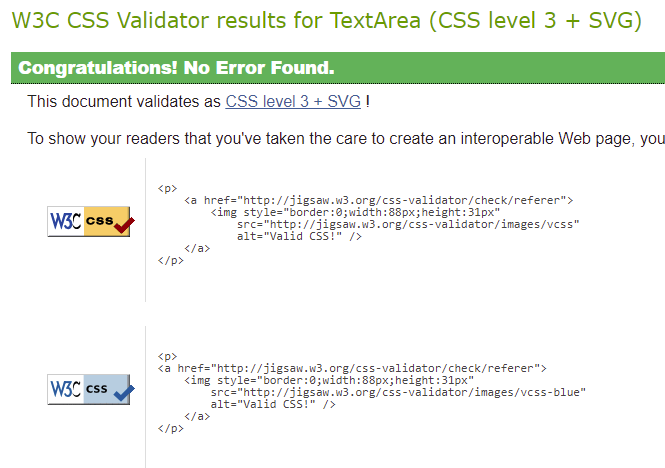 W3C CSS Validator results for TextArea (CSS level 3 + SVG)
Congratulations! No Error Found.
This document validates as CSS level 3 + SVG !
To show your readers that you've taken the care to create an interoperable Web page, you
W3C css
<p>
<a href="http://jigsaw.w3.org/css-validator/check/referer">
<img style="border:0;width:88px;height:31px"
src="http://jigsaw.w3.org/css-validator/images/vcss"
alt="Valid CSS!" />
</a>
</p>
W3C css
<p>
<a href="http://jigsaw.w3.org/css-validator/check/referer">
<img style="border:0;width:88px;height:31px"
src="http://jigsaw.w3.org/css-validator/images/vcss-blue"
alt="Valid CSS!" />
</a>
</p>